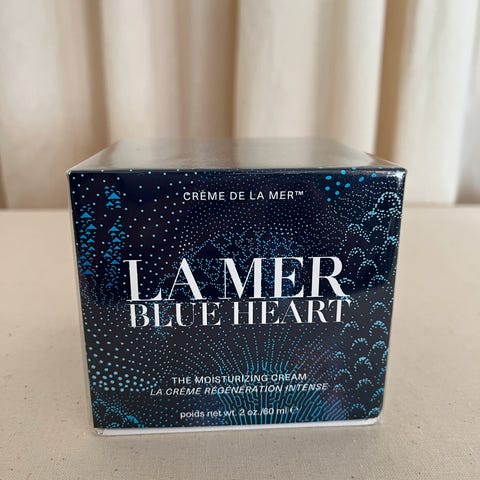 CRÈME DE LA MER™
LA MER
BLUE HEART
THE MOISTURIZING CREAM
LA CRÈME RÉGÉNÉRATION INTENSE
poids net wt. 2 oz./60 ml ℮